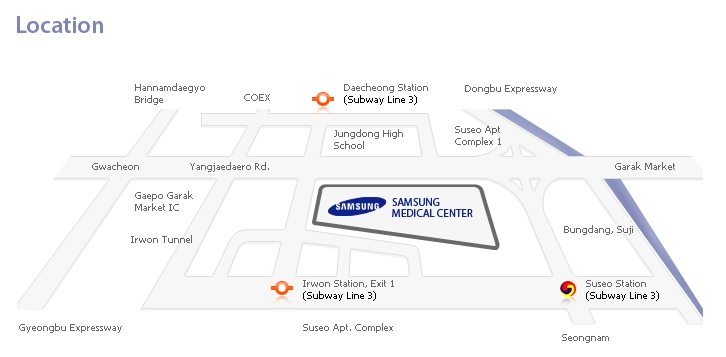 Location
Hannamdaegyo
Bridge
COEX
Daecheong Station
(Subway Line 3)
Dongbu Expressway
Jungdong High
School
Suseo Apt
Complex 1
Gwacheon
Yangjaedaero Rd.
Garak Market
Gaepo Garak
Market IC
SAMSUNG
SAMSUNG
MEDICAL CENTER
Irwon Tunnel
Bungdang, Suji
Irwon Station, Exit 1
(Subway Line 3)
Suseo Station
(Subway Line 3)
Gyeongbu Expressway
Suseo Apt. Complex
Seongnam